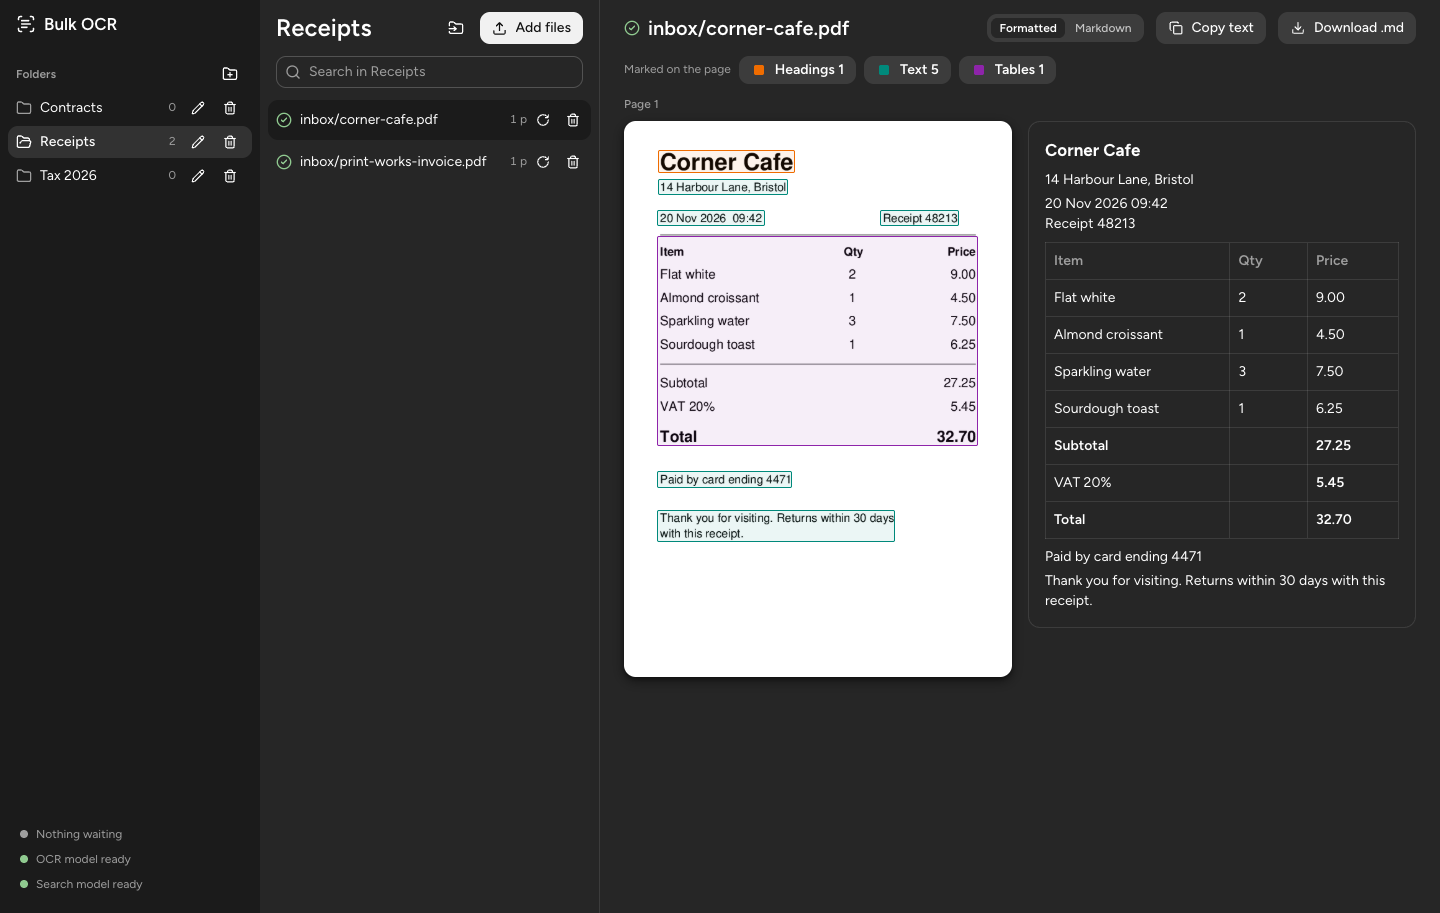 Bulk OCR
Folders
Contracts 0
Receipts 2
Tax 2026 0
Nothing waiting
OCR model ready
Search model ready
Receipts
Add files
Search in Receipts
inbox/corner-cafe.pdf 1 p
inbox/print-works-invoice.pdf 1 p
inbox/corner-cafe.pdf
Formatted Markdown
Copy text
Download .md
Marked on the page Headings 1 Text 5 Tables 1
Page 1
Corner Cafe
14 Harbour Lane, Bristol
20 Nov 2026 09:42 Receipt 48213
Item Qty Price
Flat white 2 9.00
Almond croissant 1 4.50
Sparkling water 3 7.50
Sourdough toast 1 6.25
Subtotal 27.25
VAT 20% 5.45
Total 32.70
Paid by card ending 4471
Thank you for visiting. Returns within 30 days
with this receipt.
Corner Cafe
14 Harbour Lane, Bristol
20 Nov 2026 09:42
Receipt 48213
Item Qty Price
Flat white 2 9.00
Almond croissant 1 4.50
Sparkling water 3 7.50
Sourdough toast 1 6.25
Subtotal 27.25
VAT 20% 5.45
Total 32.70
Paid by card ending 4471
Thank you for visiting. Returns within 30 days with this
receipt.